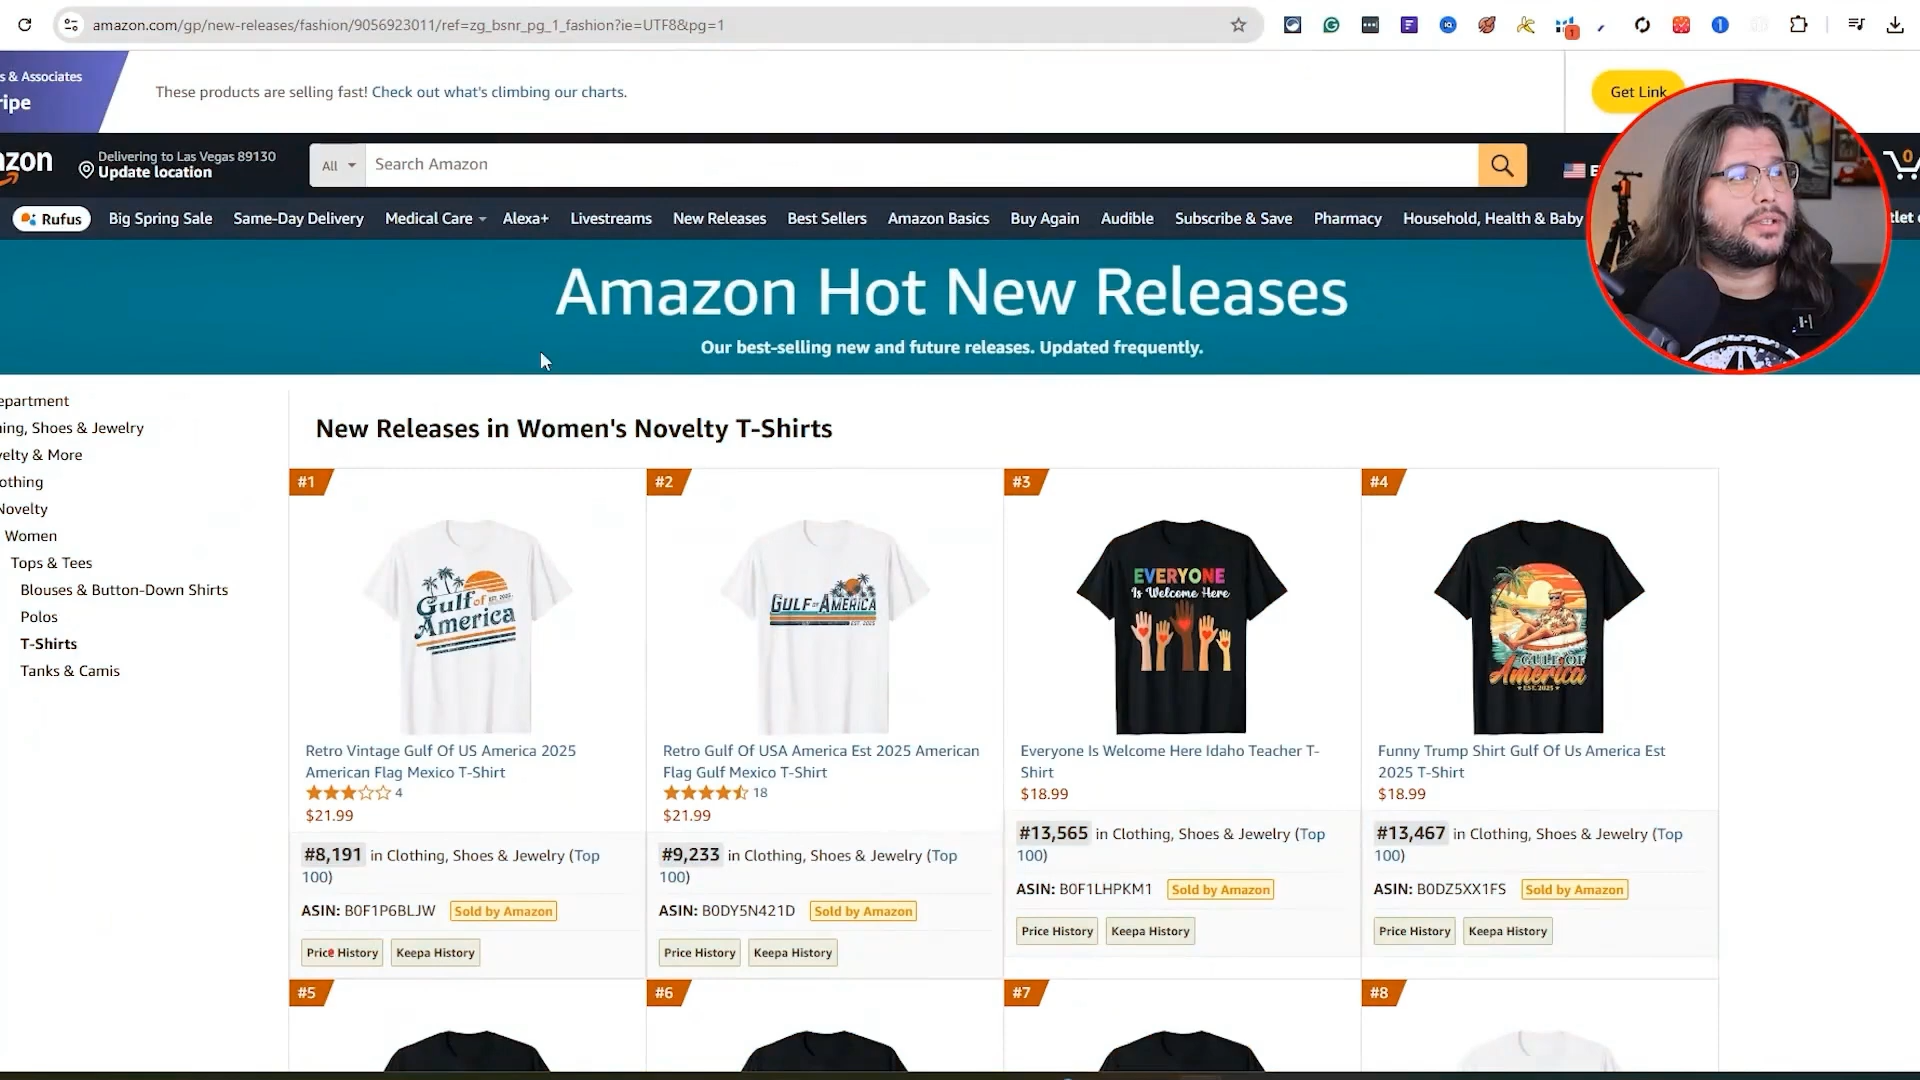 amazon.com/gp/new-releases/fashion/9056923011/ref=zg_bsnr_pg_1_fashion?ie=UTF8&pg=1
1
1
s & Associates
ripe
These products are selling fast! Check out what's climbing our charts.
Get Link
azon
Delivering to Las Vegas 89130
Update location
All
Search Amazon
E
0
Rufus
Big Spring Sale
Same-Day Delivery
Medical Care
Alexa+
Livestreams
New Releases
Best Sellers
Amazon Basics
Buy Again
Audible
Subscribe & Save
Pharmacy
Household, Health & Baby
tlet
Amazon Hot New Releases
Our best-selling new and future releases. Updated frequently.
epartment
hing, Shoes & Jewelry
velty & More
othing
Novelty
Women
Tops & Tees
Blouses & Button-Down Shirts
Polos
T-Shirts
Tanks & Camis
New Releases in Women's Novelty T-Shirts
#1
Gulf of EST. 2025
America
Retro Vintage Gulf Of US America 2025
American Flag Mexico T-Shirt
4
$21.99
#8,191 in Clothing, Shoes & Jewelry (Top
100)
ASIN: B0F1P6BLJW Sold by Amazon
Price History Keepa History
#2
GULF OF AMERICA
EST. 2025
Retro Gulf Of USA America Est 2025 American
Flag Gulf Mexico T-Shirt
18
$21.99
#9,233 in Clothing, Shoes & Jewelry (Top
100)
ASIN: B0DY5N421D Sold by Amazon
Price History Keepa History
#3
EVERYONE
Is Welcome Here
Everyone Is Welcome Here Idaho Teacher T-
Shirt
$18.99
#13,565 in Clothing, Shoes & Jewelry (Top
100)
ASIN: B0F1LHPKM1 Sold by Amazon
Price History Keepa History
#4
GULF OF
America
EST. 2025
Funny Trump Shirt Gulf Of Us America Est
2025 T-Shirt
$18.99
#13,467 in Clothing, Shoes & Jewelry (Top
100)
ASIN: B0DZ5XX1FS Sold by Amazon
Price History Keepa History
#5
#6
#7
#8